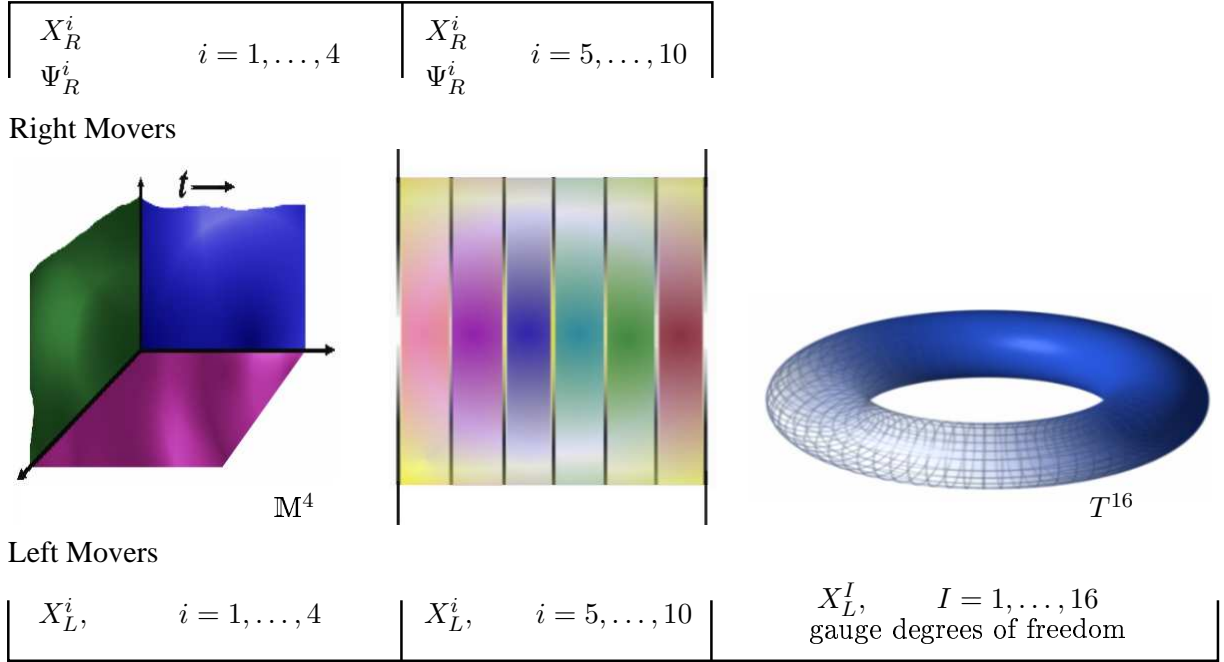 X_R^i
Ψ_R^i
i = 1, . . . , 4
X_R^i
Ψ_R^i
i = 5, . . . , 10
Right Movers
t
𝕄^4
T^16
Left Movers
X_L^i, i = 1, . . . , 4
X_L^i, i = 5, . . . , 10
X_L^I, I = 1, . . . , 16
gauge degrees of freedom